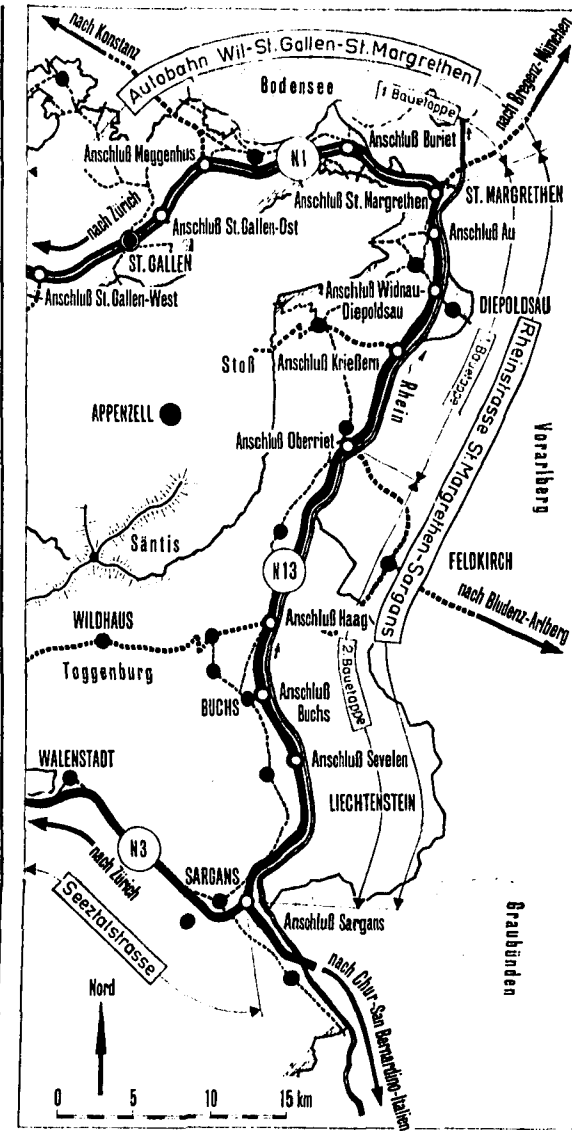 nach Konstanz
Autobahn Wil-St.Gallen-St.Margrethen
nach Bregenz-München
Bodensee
1 Bauetappe
Anschluß Buriet
Anschluß Meggenhus
N1
Anschluß St. Margrethen
ST. MARGRETHEN
nach Zürich
Anschluß St.Gallen-Ost
Anschluß Au
ST. GALLEN
Anschluß St.Gallen-West
Anschluß Widnau-
Diepoldsau
DIEPOLDSAU
Stoß
Anschluß Krießern
Rhein
1 Bauetappe
Rheinstrasse St.Margrethen-Sargans
Vorarlberg
APPENZELL
Anschluß Oberriet
Säntis
N13
FELDKIRCH
nach Bludenz-Arlberg
WILDHAUS
Anschluß Haag
Toggenburg
2. Bauetappe
BUCHS
Anschluß
Buchs
WALENSTADT
Anschluß Sevelen
LIECHTENSTEIN
N3
nach Zürich
SARGANS
Seeztalstrasse
Anschluß Sargans
Graubünden
nach Chur-San Bernardino-Italien
Nord
0 5 10 15 km